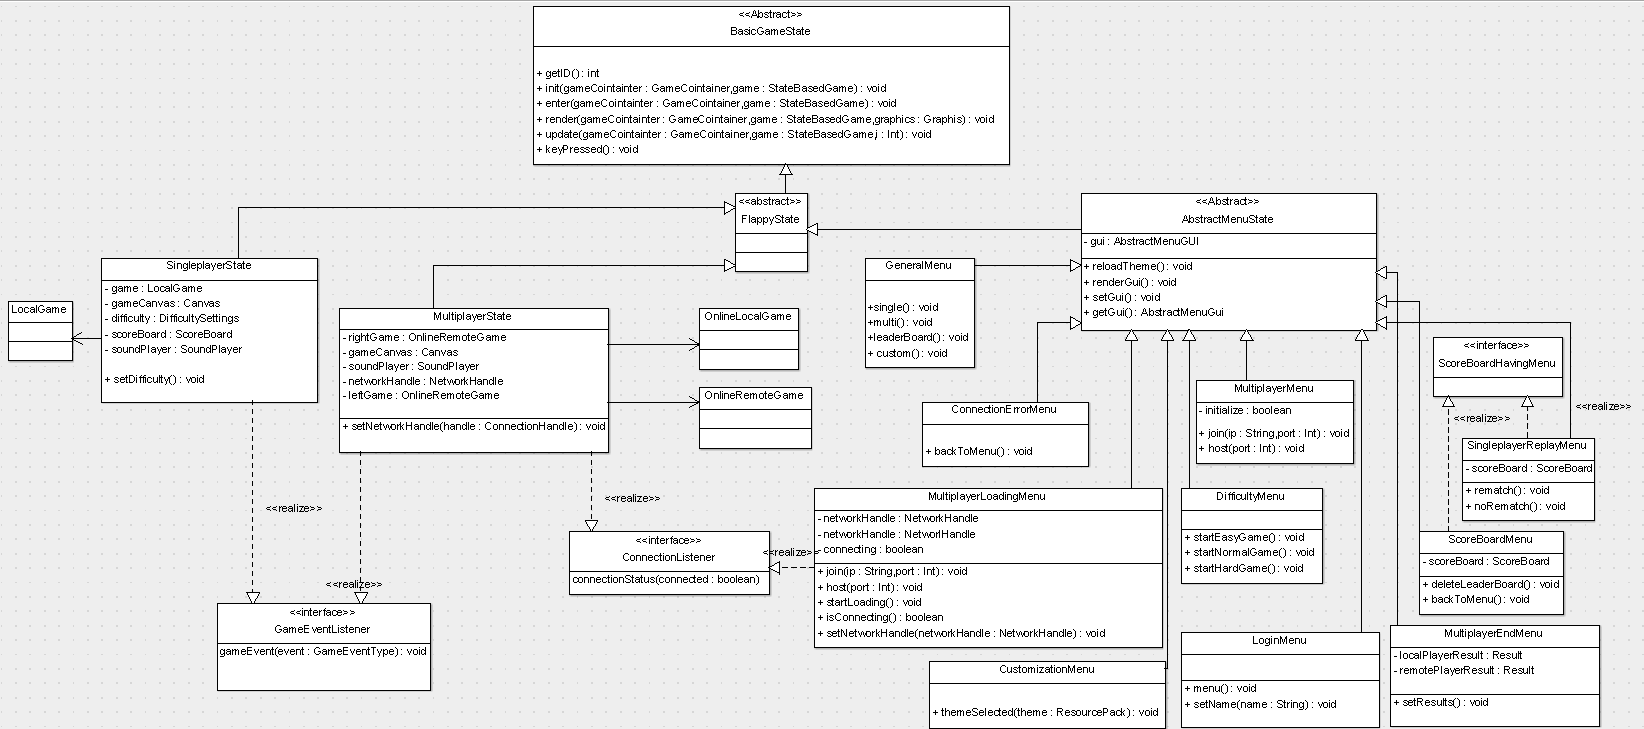 <<Abstract>>
BasicGameState
+ getID() : int
+ init(gameCointainter : GameCointainer,game : StateBasedGame) : void
+ enter(gameCointainter : GameCointainer,game : StateBasedGame) : void
+ render(gameCointainter : GameCointainer,game : StateBasedGame,graphics : Graphis) : void
+ update(gameCointainter : GameCointainer,game : StateBasedGame,i : Int) : void
+ keyPressed() : void
<<abstract>>
FlappyState
<<Abstract>>
AbstractMenuState
- gui : AbstractMenuGUI
+ reloadTheme() : void
+ renderGui() : void
+ setGui() : void
+ getGui() : AbstractMenuGui
SingleplayerState
- game : LocalGame
- gameCanvas : Canvas
- difficulty : DifficultySettings
- scoreBoard : ScoreBoard
- soundPlayer : SoundPlayer
+ setDifficulty() : void
LocalGame
MultiplayerState
- rightGame : OnlineRemoteGame
- gameCanvas : Canvas
- soundPlayer : SoundPlayer
- networkHandle : NetworkHandle
- leftGame : OnlineRemoteGame
+ setNetworkHandle(handle : ConnectionHandle) : void
OnlineLocalGame
OnlineRemoteGame
GeneralMenu
+single() : void
+multi() : void
+leaderBoard() : void
+ custom() : void
ConnectionErrorMenu
+ backToMenu() : void
MultiplayerMenu
- initialize : boolean
+ join(ip : String,port : Int) : void
+ host(port : Int) : void
<<interface>>
ScoreBoardHavingMenu
<<realize>>
<<realize>>
SingleplayerReplayMenu
- scoreBoard : ScoreBoard
+ rematch() : void
+ noRematch() : void
MultiplayerLoadingMenu
- networkHandle : NetworkHandle
- networkHandle : NetworlHandle
- connecting : boolean
+ join(ip : String,port : Int) : void
+ host(port : Int) : void
+ startLoading() : void
+ isConnecting() : boolean
+ setNetworkHandle(networkHandle : NetworkHandle) : void
DifficultyMenu
+ startEasyGame() : void
+ startNormalGame() : void
+ startHardGame() : void
ScoreBoardMenu
- scoreBoard : ScoreBoard
+ deleteLeaderBoard() : void
+ backToMenu() : void
<<realize>>
<<realize>>
<<interface>>
ConnectionListener
connectionStatus(connected : boolean)
<<realize>>
<<realize>>
<<interface>>
GameEventListener
gameEvent(event : GameEventType) : void
CustomizationMenu
+ themeSelected(theme : ResourcePack) : void
LoginMenu
+ menu() : void
+ setName(name : String) : void
MultiplayerEndMenu
- localPlayerResult : Result
- remotePlayerResult : Result
+ setResults() : void